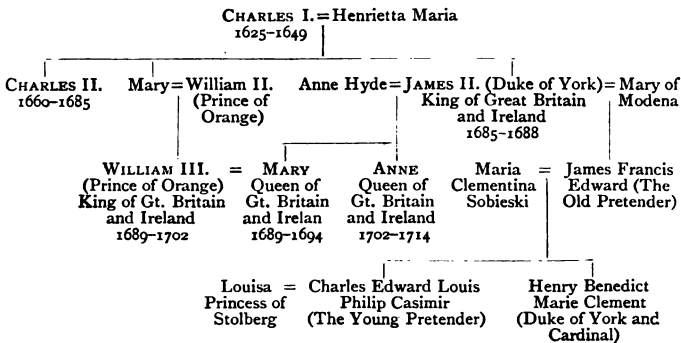 CHARLES I. = Henrietta Maria
1625–1649
CHARLES II. Mary = William II. Anne Hyde = JAMES II. (Duke of York) = Mary of
1660–1685 (Prince of King of Great Britain Modena
Orange) and Ireland
1685–1688
WILLIAM III. = MARY ANNE Maria = James Francis
(Prince of Orange) Queen of Queen of Clementina Edward (The
King of Gt. Britain Gt. Britain Gt. Britain Sobieski Old Pretender)
and Ireland and Irelan and Ireland
1689–1702 1689–1694 1702–1714
Louisa = Charles Edward Louis Henry Benedict
Princess of Philip Casimir Marie Clement
Stolberg (The Young Pretender) (Duke of York and
Cardinal)